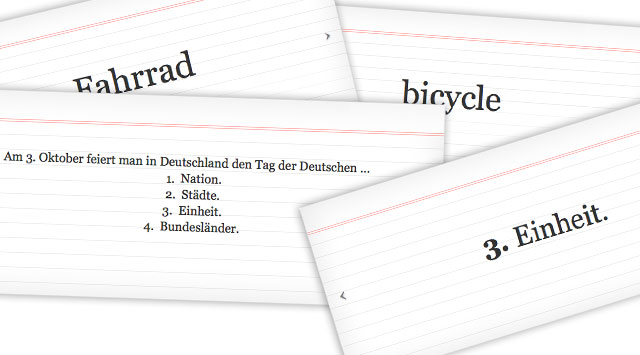 Fahrrad
bicycle
Am 3. Oktober feiert man in Deutschland den Tag der Deutschen ...
1. Nation.
2. Städte.
3. Einheit.
4. Bundesländer.
3. Einheit.